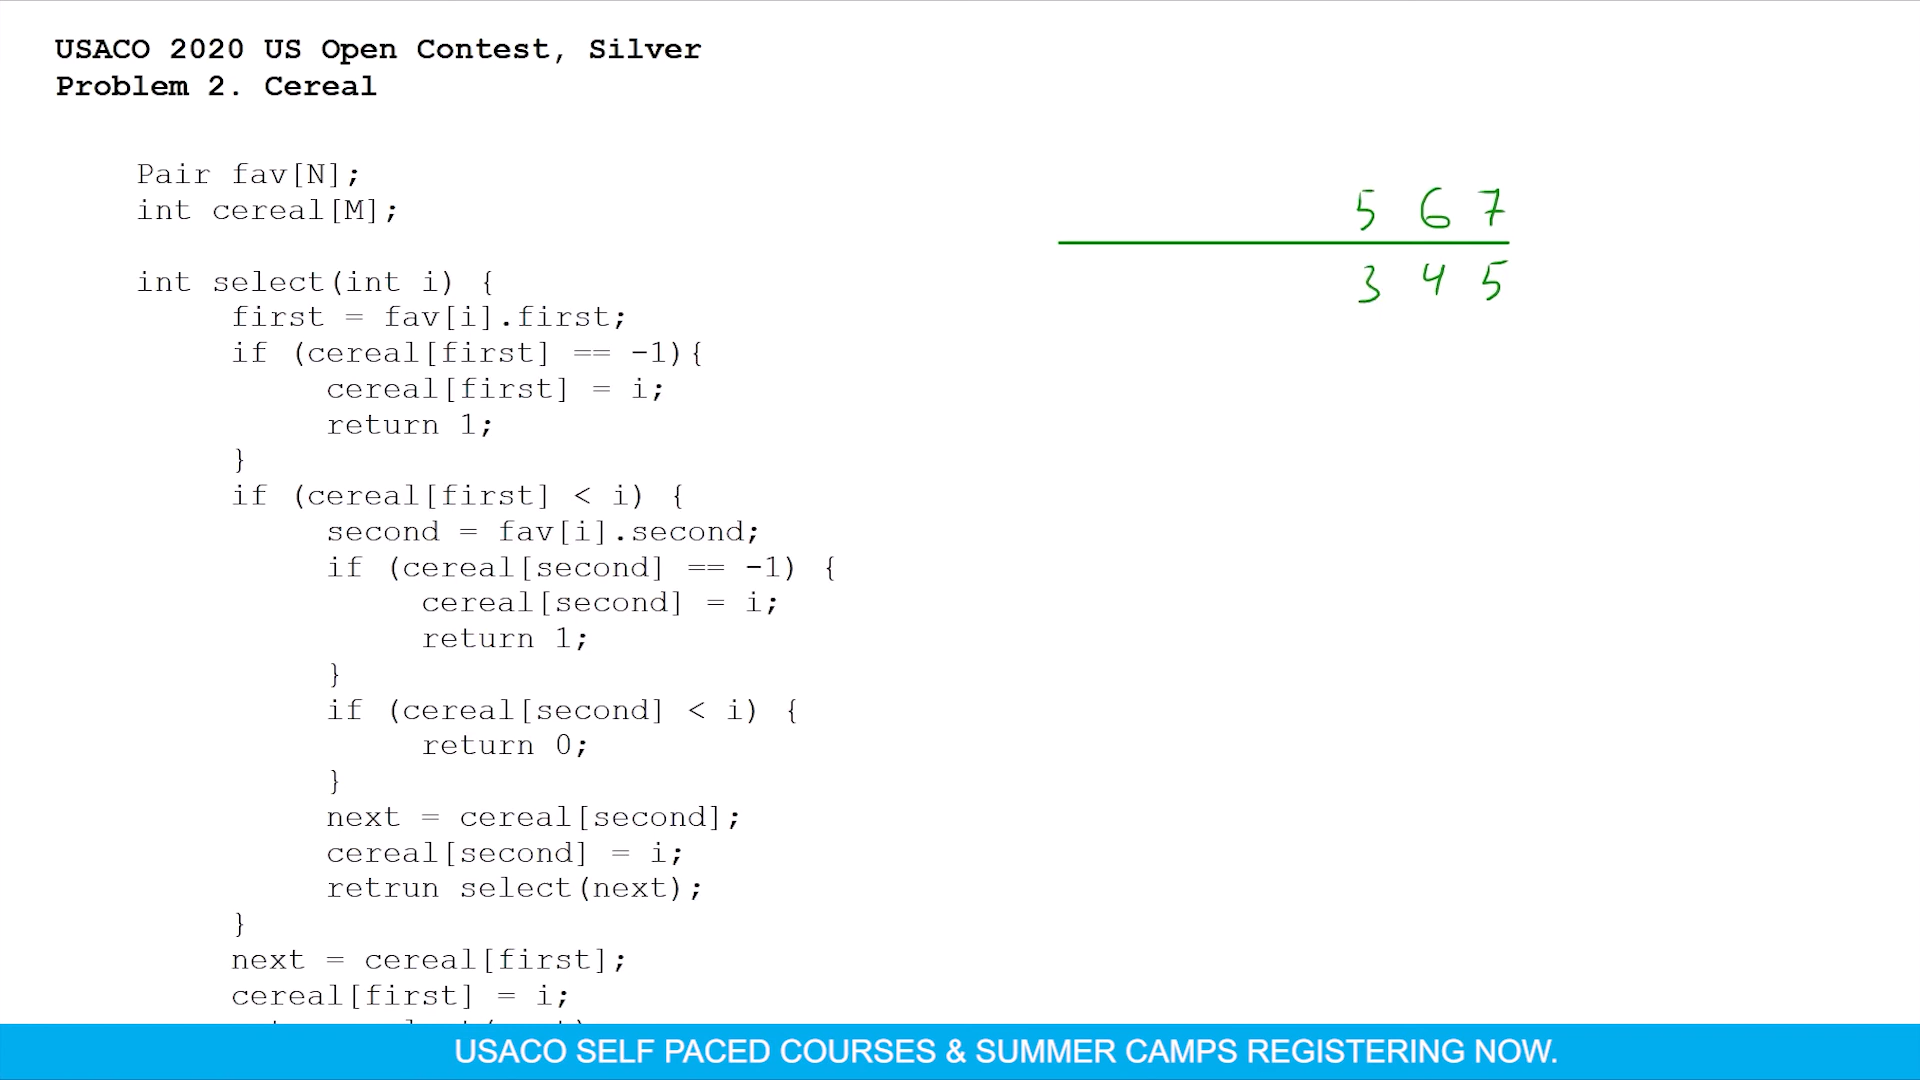 USACO 2020 US Open Contest, Silver
Problem 2. Cereal
Pair fav[N];
int cereal[M];
int select(int i) {
first = fav[i].first;
if (cereal[first] == -1){
cereal[first] = i;
return 1;
}
if (cereal[first] < i) {
second = fav[i].second;
if (cereal[second] == -1) {
cereal[second] = i;
return 1;
}
if (cereal[second] < i) {
return 0;
}
next = cereal[second];
cereal[second] = i;
retrun select(next);
}
next = cereal[first];
cereal[first] = i;
5 6 7
3 4 5
USACO SELF PACED COURSES & SUMMER CAMPS REGISTERING NOW.